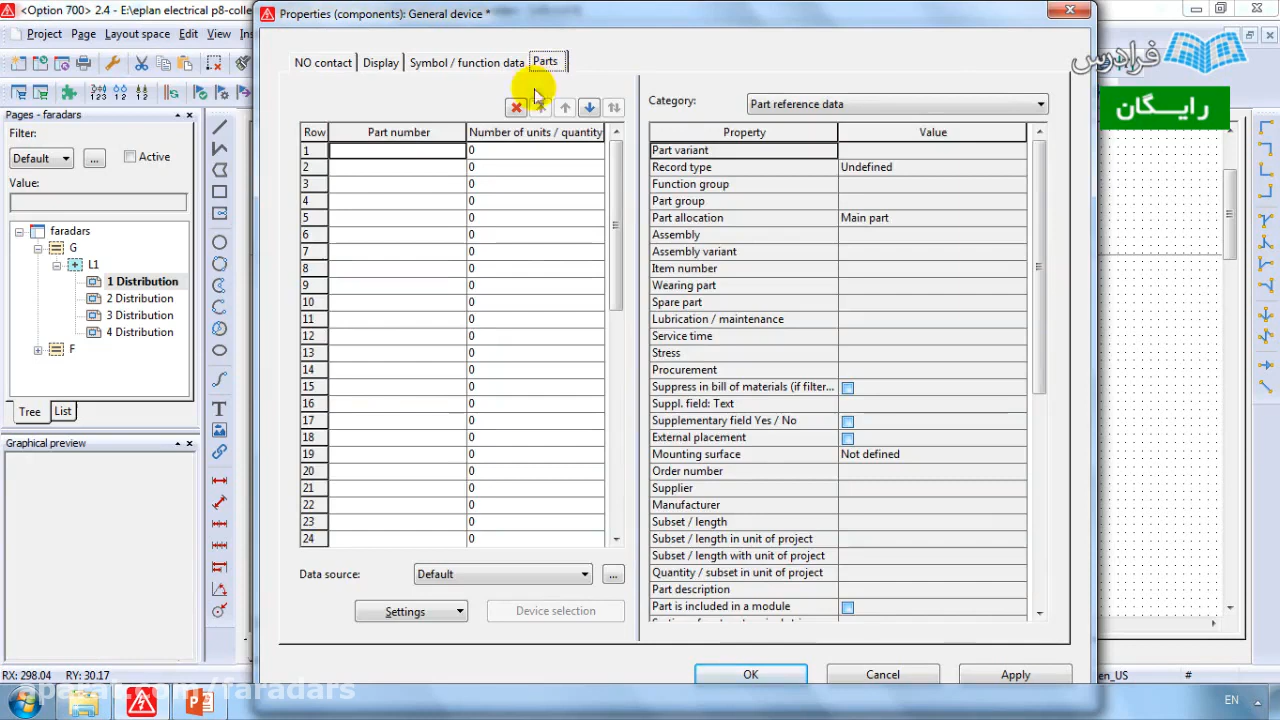 <Option 700> 2.4 - e:\eplan electrical p8-colle
Properties (components): General device *
Project Page Layout space Edit View Ins
NO contact Display Symbol / function data Parts
فرادرس
رایــگان
Category: Part reference data
Pages - faradars
Filter:
Default ... Active
Value:
faradars
G
L1
1 Distribution
2 Distribution
3 Distribution
4 Distribution
F
Tree List
Graphical preview
Row Part number Number of units / quantity
1 0
2 0
3 0
4 0
5 0
6 0
7 0
8 0
9 0
10 0
11 0
12 0
13 0
14 0
15 0
16 0
17 0
18 0
19 0
20 0
21 0
22 0
23 0
24 0
Data source: Default ...
Settings Device selection
Property Value
Part variant
Record type Undefined
Function group
Part group
Part allocation Main part
Assembly
Assembly variant
Item number
Wearing part
Spare part
Lubrication / maintenance
Service time
Stress
Procurement
Suppress in bill of materials (if filter...
Suppl. field: Text
Supplementary field Yes / No
External placement
Mounting surface Not defined
Order number
Supplier
Manufacturer
Subset / length
Subset / length in unit of project
Subset / length with unit of project
Quantity / subset in unit of project
Part description
Part is included in a module
OK Cancel Apply
RX: 298.04 RY: 30.17
en_US #
aparat.com/faradars
EN